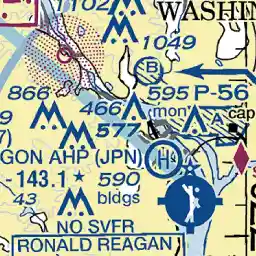 1102
WASHIN
1049
B
866
466
595
P-56
mon
A
cap
577
GON AHP (JPN)
H
- 143.1 *
590
43
bldgs
NO SVFR
RONALD REAGAN